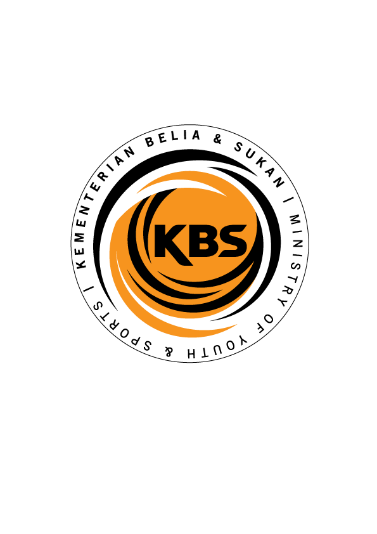 KEMENTERIAN BELIA & SUKAN | MINISTRY OF YOUTH & SPORTS |
KBS